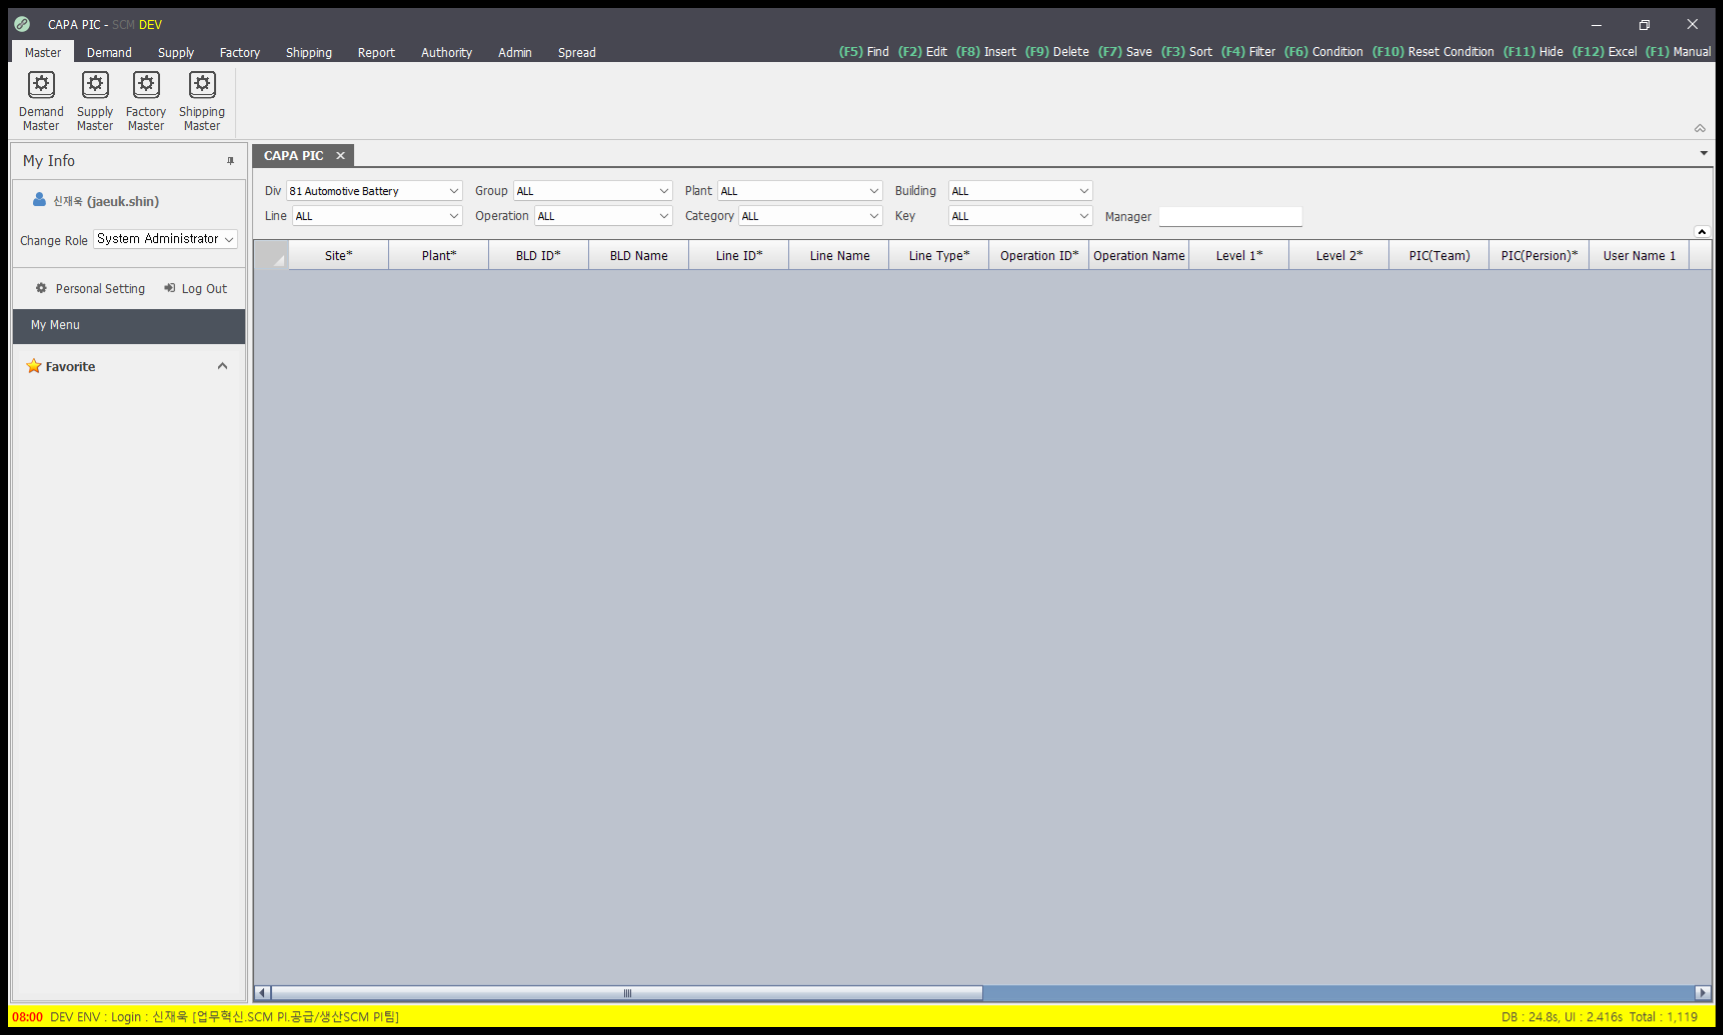 CAPA PIC - SCM DEV
Master Demand Supply Factory Shipping Report Authority Admin Spread (F5) Find (F2) Edit (F8) Insert (F9) Delete (F7) Save (F3) Sort (F4) Filter (F6) Condition (F10) Reset Condition (F11) Hide (F12) Excel (F1) Manual
Demand Master
Supply Master
Factory Master
Shipping Master
My Info
신재욱 (jaeuk.shin)
Change Role System Administrator
Personal Setting Log Out
My Menu
Favorite
CAPA PIC
Div 81 Automotive Battery Group ALL Plant ALL Building ALL
Line ALL Operation ALL Category ALL Key ALL Manager
Site* Plant* BLD ID* BLD Name Line ID* Line Name Line Type* Operation ID* Operation Name Level 1* Level 2* PIC(Team) PIC(Persion)* User Name 1
08:00 DEV ENV : Login : 신재욱 [업무혁신.SCM PI.공급/생산SCM PI팀] DB : 24.8s, UI : 2.416s Total : 1,119